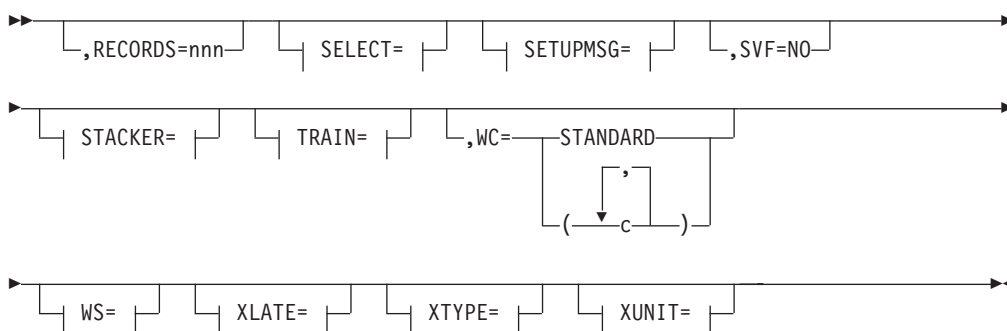 ,RECORDS=nnn SELECT= SETUPMSG= ,SVF=NO
STACKER= TRAIN= ,WC= STANDARD
,
( c )
WS= XLATE= XTYPE= XUNIT=